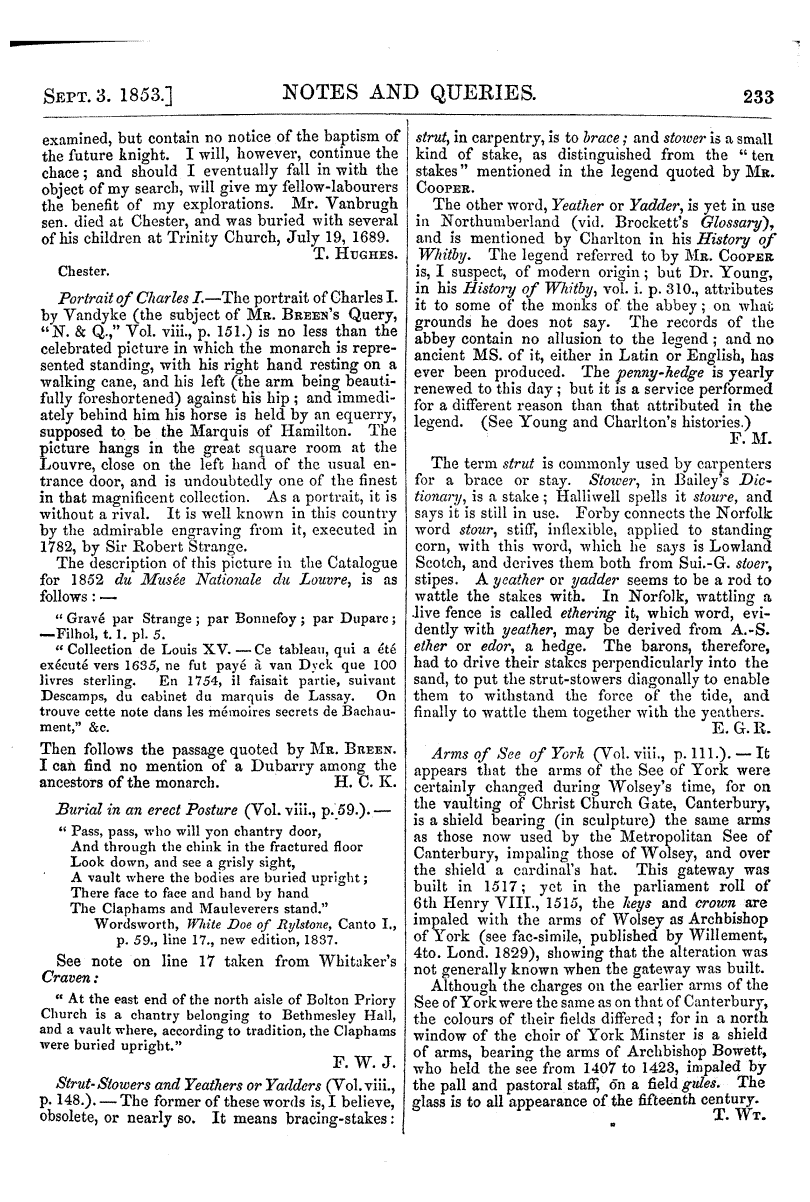 SEPT. 3. 1853.] NOTES AND QUERIES. 233
examined, but contain no notice of the baptism of
the future knight. I will, however, continue the
chace; and should I eventually fall in with the
object of my search, will give my fellow-labourers
the benefit of my explorations. Mr. Vanbrugh
sen. died at Chester, and was buried with several
of his children at Trinity Church, July 19, 1689.
T. HUGHES.
Chester.
Portrait of Charles I.—The portrait of Charles I.
by Vandyke (the subject of MR. BREEN'S Query,
"N. & Q.," Vol. viii., p. 151.) is no less than the
celebrated picture in which the monarch is repre-
sented standing, with his right hand resting on a
walking cane, and his left (the arm being beauti-
fully foreshortened) against his hip; and immedi-
ately behind him his horse is held by an equerry,
supposed to be the Marquis of Hamilton. The
picture hangs in the great square room at the
Louvre, close on the left hand of the usual en-
trance door, and is undoubtedly one of the finest
in that magnificent collection. As a portrait, it is
without a rival. It is well known in this country
by the admirable engraving from it, executed in
1782, by Sir Robert Strange.
The description of this picture in the Catalogue
for 1852 du Musée Nationale du Louvre, is as
follows: —
"Gravé par Strange; par Bonnefoy; par Duparc;
—Filhol, t. 1. pl. 5.
"Collection de Louis XV. — Ce tableau, qui a été
exécuté vers 1635, ne fut payé à van Dyck que 100
livres sterling. En 1754, il faisait partie, suivant
Descamps, du cabinet du marquis de Lassay. On
trouve cette note dans les mémoires secrets de Bachau-
ment," &c.
Then follows the passage quoted by MR. BREEN.
I can find no mention of a Dubarry among the
ancestors of the monarch. H. C. K.
Burial in an erect Posture (Vol. viii., p. 59.). —
"Pass, pass, who will yon chantry door,
And through the chink in the fractured floor
Look down, and see a grisly sight,
A vault where the bodies are buried upright;
There face to face and hand by hand
The Claphams and Mauleverers stand."
Wordsworth, White Doe of Rylstone, Canto I.,
p. 59., line 17., new edition, 1837.
See note on line 17 taken from Whitaker's
Craven:
"At the east end of the north aisle of Bolton Priory
Church is a chantry belonging to Bethmesley Hall,
and a vault where, according to tradition, the Claphams
were buried upright."
F. W. J.
Strut-Stowers and Yeathers or Yadders (Vol. viii.,
p. 148.). — The former of these words is, I believe,
obsolete, or nearly so. It means bracing-stakes:
strut, in carpentry, is to brace; and stower is a small
kind of stake, as distinguished from the "ten
stakes" mentioned in the legend quoted by MR.
COOPER.
The other word, Yeather or Yadder, is yet in use
in Northumberland (vid. Brockett's Glossary),
and is mentioned by Charlton in his History of
Whitby. The legend referred to by MR. COOPER
is, I suspect, of modern origin; but Dr. Young,
in his History of Whitby, vol. i. p. 310., attributes
it to some of the monks of the abbey; on what
grounds he does not say. The records of the
abbey contain no allusion to the legend; and no
ancient MS. of it, either in Latin or English, has
ever been produced. The penny-hedge is yearly
renewed to this day; but it is a service performed
for a different reason than that attributed in the
legend. (See Young and Charlton's histories.)
F. M.
The term strut is commonly used by carpenters
for a brace or stay. Stower, in Bailey's Dic-
tionary, is a stake; Halliwell spells it stoure, and
says it is still in use. Forby connects the Norfolk
word stour, stiff, inflexible, applied to standing
corn, with this word, which he says is Lowland
Scotch, and derives them both from Sui.-G. stoer,
stipes. A yeather or yadder seems to be a rod to
wattle the stakes with. In Norfolk, wattling a
live fence is called ethering it, which word, evi-
dently with yeather, may be derived from A.-S.
ether or edor, a hedge. The barons, therefore,
had to drive their stakes perpendicularly into the
sand, to put the strut-stowers diagonally to enable
them to withstand the force of the tide, and
finally to wattle them together with the yeathers.
E. G. R.
Arms of See of York (Vol. viii., p. 111.). — It
appears that the arms of the See of York were
certainly changed during Wolsey's time, for on
the vaulting of Christ Church Gate, Canterbury,
is a shield bearing (in sculpture) the same arms
as those now used by the Metropolitan See of
Canterbury, impaling those of Wolsey, and over
the shield a cardinal's hat. This gateway was
built in 1517; yet in the parliament roll of
6th Henry VIII., 1515, the keys and crown are
impaled with the arms of Wolsey as Archbishop
of York (see fac-simile, published by Willement,
4to. Lond. 1829), showing that the alteration was
not generally known when the gateway was built.
Although the charges on the earlier arms of the
See of York were the same as on that of Canterbury,
the colours of their fields differed; for in a north
window of the choir of York Minster is a shield
of arms, bearing the arms of Archbishop Bowett,
who held the see from 1407 to 1423, impaled by
the pall and pastoral staff, on a field gules. The
glass is to all appearance of the fifteenth century.
T. WT.